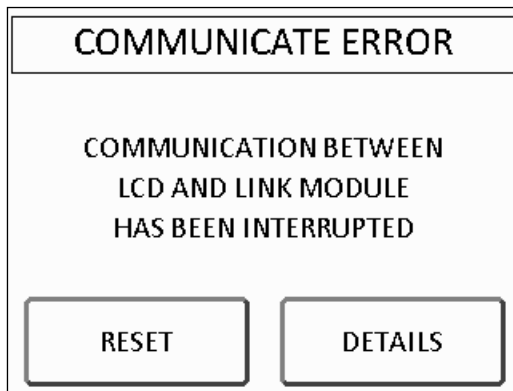 COMMUNICATE ERROR
COMMUNICATION BETWEEN
LCD AND LINK MODULE
HAS BEEN INTERRUPTED
RESET
DETAILS